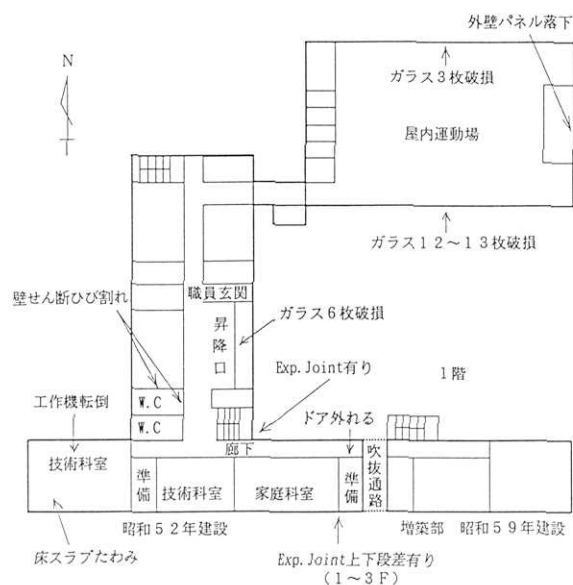 外壁パネル落下
N
ガラス3枚破損
屋内運動場
ガラス12〜13枚破損
職員玄関
壁せん断ひび割れ
ガラス6枚破損
昇降口
1階
Exp.Joint有り
W.C
工作機転倒
ドア外れる
W.C
廊下
吹抜通路
技術科室
準備
技術科室
家庭科室
準備
昭和52年建設
増築部
昭和59年建設
床スラブたわみ
Exp.Joint上下段差有り
(1〜3F)